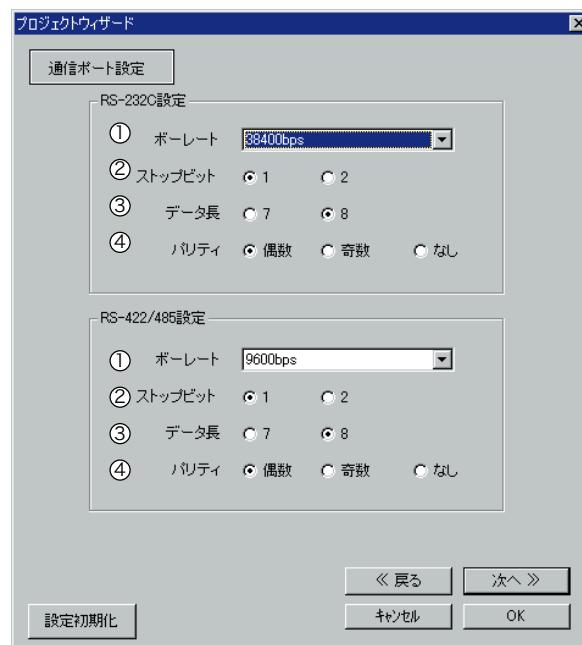 プロジェクトウィザード
通信ポート設定
RS-232C設定
① ボーレート 38400bps
② ストップビット 1 2
③ データ長 7 8
④ パリティ 偶数 奇数 なし
RS-422/485設定
① ボーレート 9600bps
② ストップビット 1 2
③ データ長 7 8
④ パリティ 偶数 奇数 なし
≪ 戻る 次へ ≫
設定初期化 ｷｬﾝｾﾙ OK